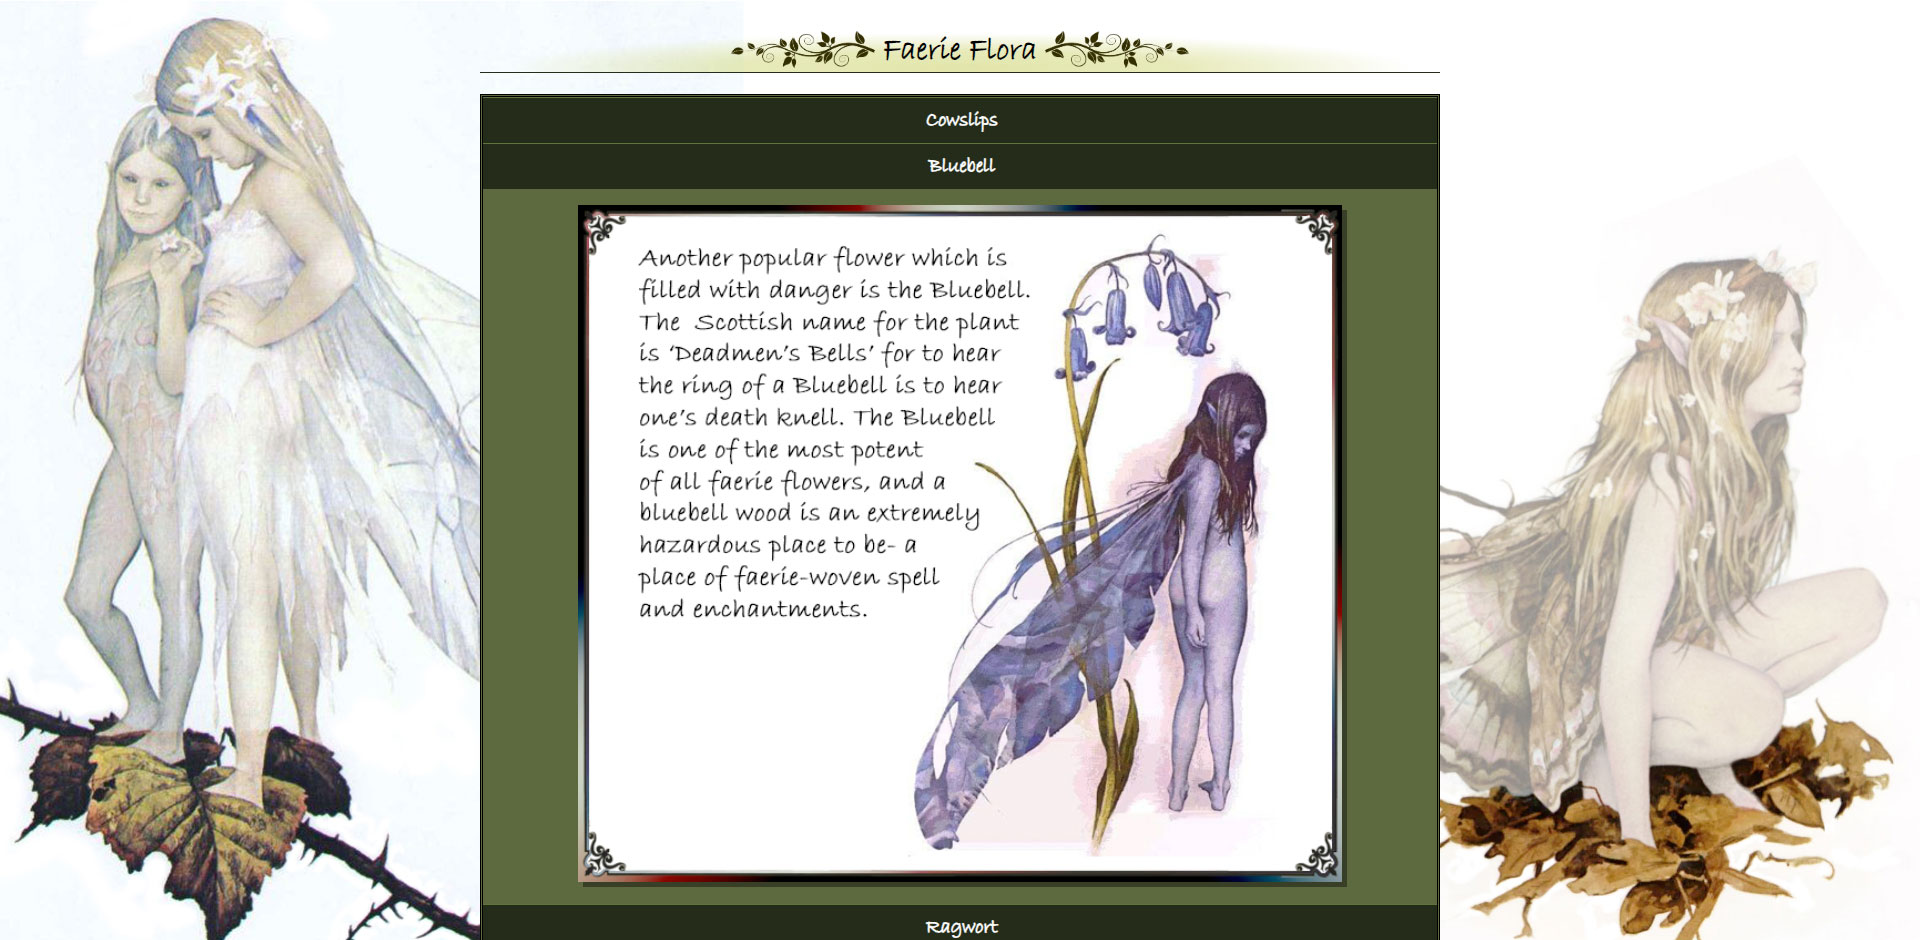 Faerie Flora
Cowslips
Bluebell
Another popular flower which is
filled with danger is the Bluebell.
The Scottish name for the plant
is ‘Deadmen’s Bells’ for to hear
the ring of a Bluebell is to hear
one’s death knell. The Bluebell
is one of the most potent
of all faerie flowers, and a
bluebell wood is an extremely
hazardous place to be- a
place of faerie-woven spell
and enchantments.
Ragwort